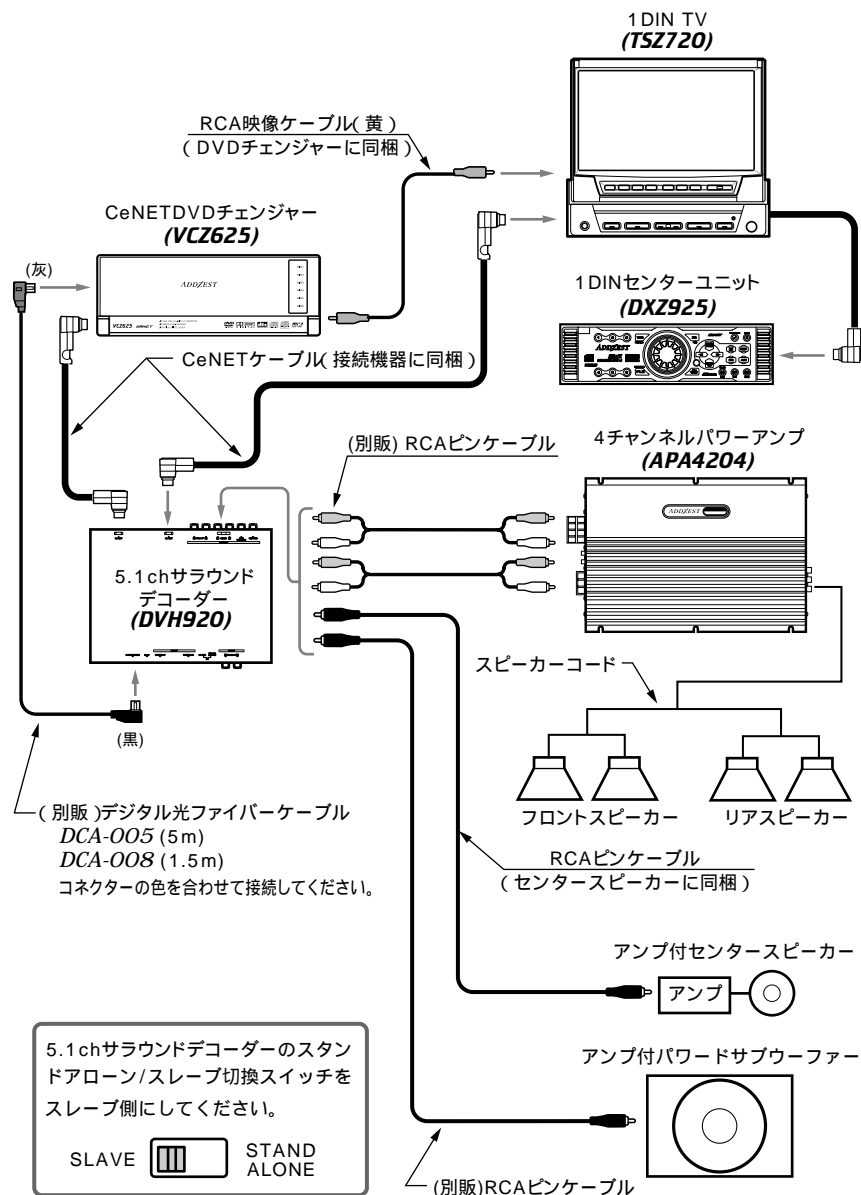 1DIN TV
(TSZ720)
RCA映像ケーブル(黄)
(DVDチェンジャーに同梱)
CeNETDVDチェンジャー
(VCZ625)
(灰)
ADDZEST
VCZ625
1DINセンターユニット
(DXZ925)
ADDZEST
CeNETケーブル(接続機器に同梱)
(別販) RCAピンケーブル
4チャンネルパワーアンプ
(APA4204)
ADDZEST
5.1chサラウンド
デコーダー
(DVH920)
スピーカーコード
(黒)
フロントスピーカー
リアスピーカー
(別販)デジタル光ファイバーケーブル
DCA-005 (5m)
DCA-008 (1.5m)
コネクターの色を合わせて接続してください。
RCAピンケーブル
(センタースピーカーに同梱)
アンプ付センタースピーカー
アンプ
アンプ付パワードサブウーファー
5.1chサラウンドデコーダーのスタン
ドアローン/スレーブ切換スイッチを
スレーブ側にしてください。
SLAVE
STAND
ALONE
(別販)RCAピンケーブル